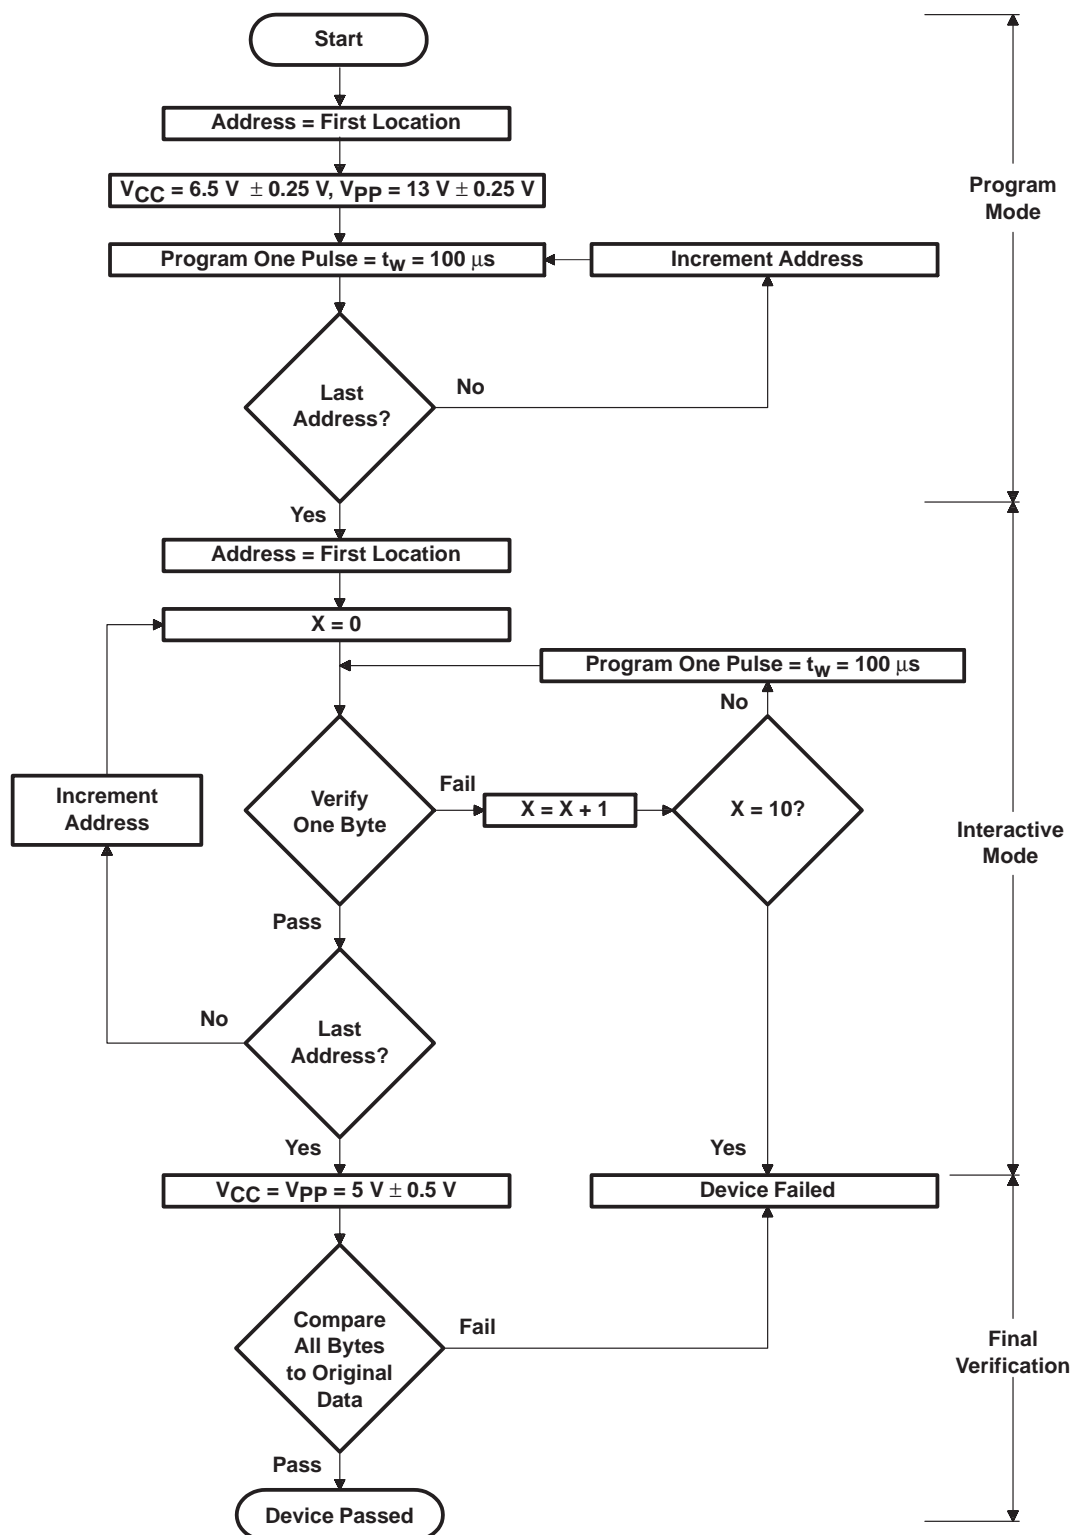 Start
Address = First Location
VCC = 6.5 V ± 0.25 V, VPP = 13 V ± 0.25 V
Program
Mode
Program One Pulse = tw = 100 μs
Increment Address
Last
Address?
No
Yes
Address = First Location
X = 0
Program One Pulse = tw = 100 μs
No
Increment
Address
Verify
One Byte
Fail
X = X + 1
X = 10?
Interactive
Mode
Pass
No
Last
Address?
Yes
Yes
VCC = VPP = 5 V ± 0.5 V
Device Failed
Compare
All Bytes
to Original
Data
Fail
Final
Verification
Pass
Device Passed